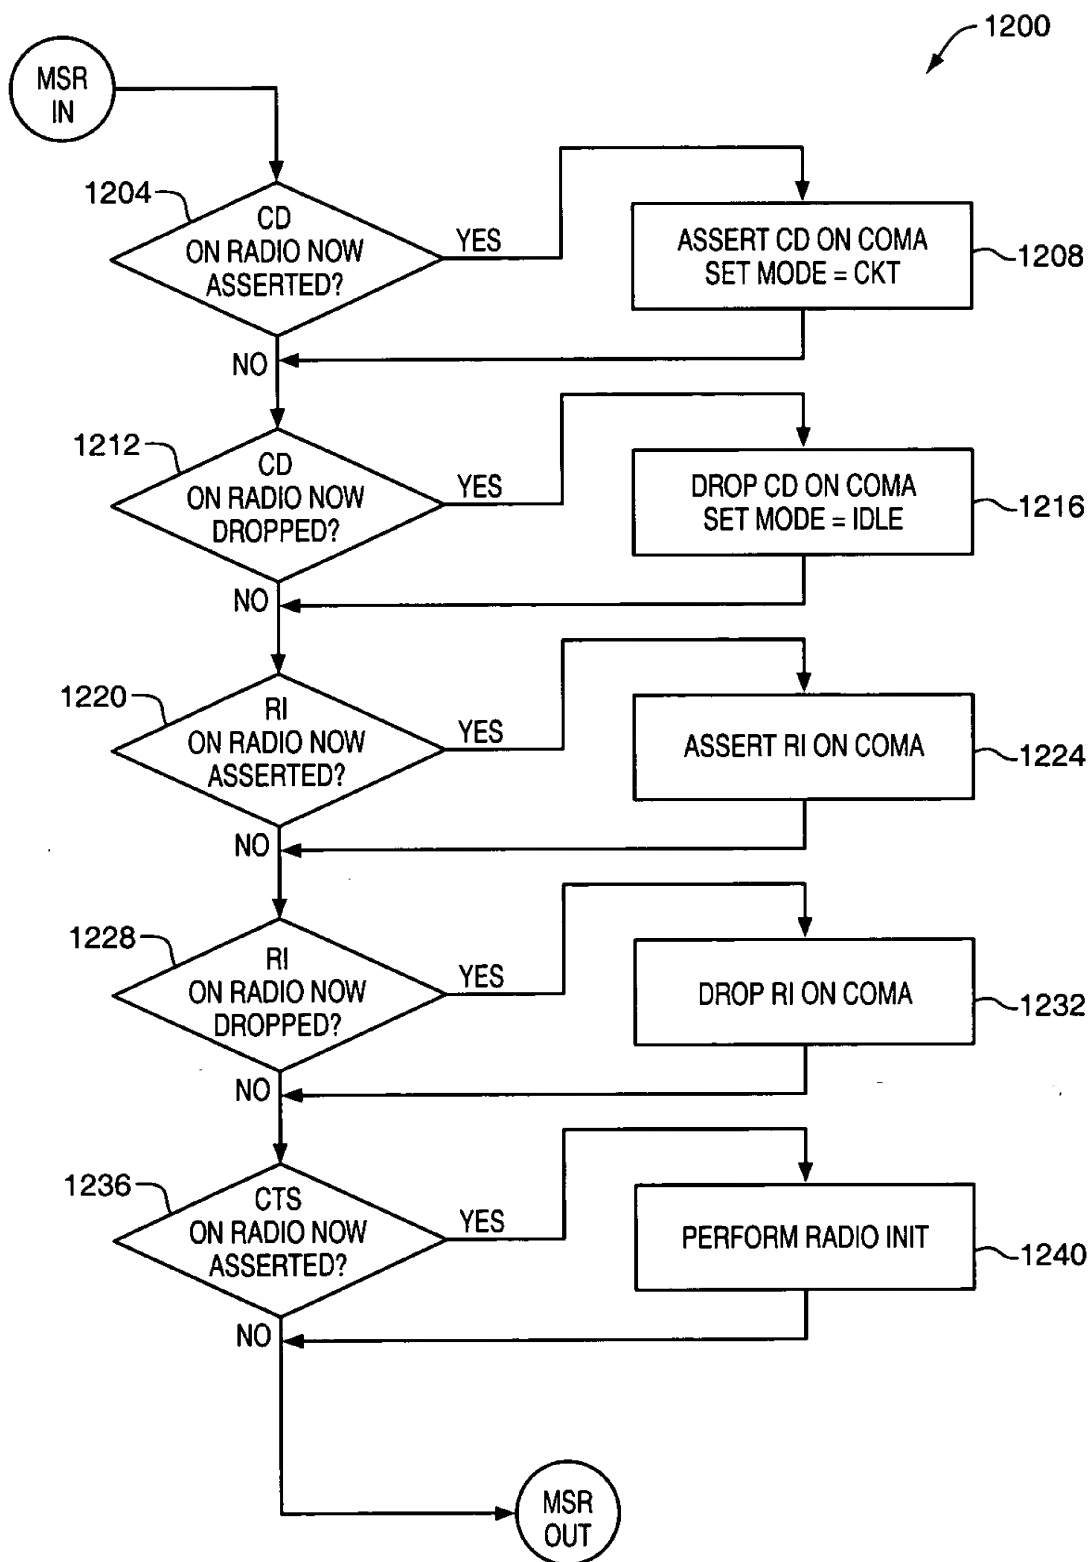 1200
MSR
IN
1204
CD
ON RADIO NOW
ASSERTED?
YES
ASSERT CD ON COMA
SET MODE = CKT
1208
NO
1212
CD
ON RADIO NOW
DROPPED?
YES
DROP CD ON COMA
SET MODE = IDLE
1216
NO
1220
RI
ON RADIO NOW
ASSERTED?
YES
ASSERT RI ON COMA
1224
NO
1228
RI
ON RADIO NOW
DROPPED?
YES
DROP RI ON COMA
1232
NO
1236
CTS
ON RADIO NOW
ASSERTED?
YES
PERFORM RADIO INIT
1240
NO
MSR
OUT